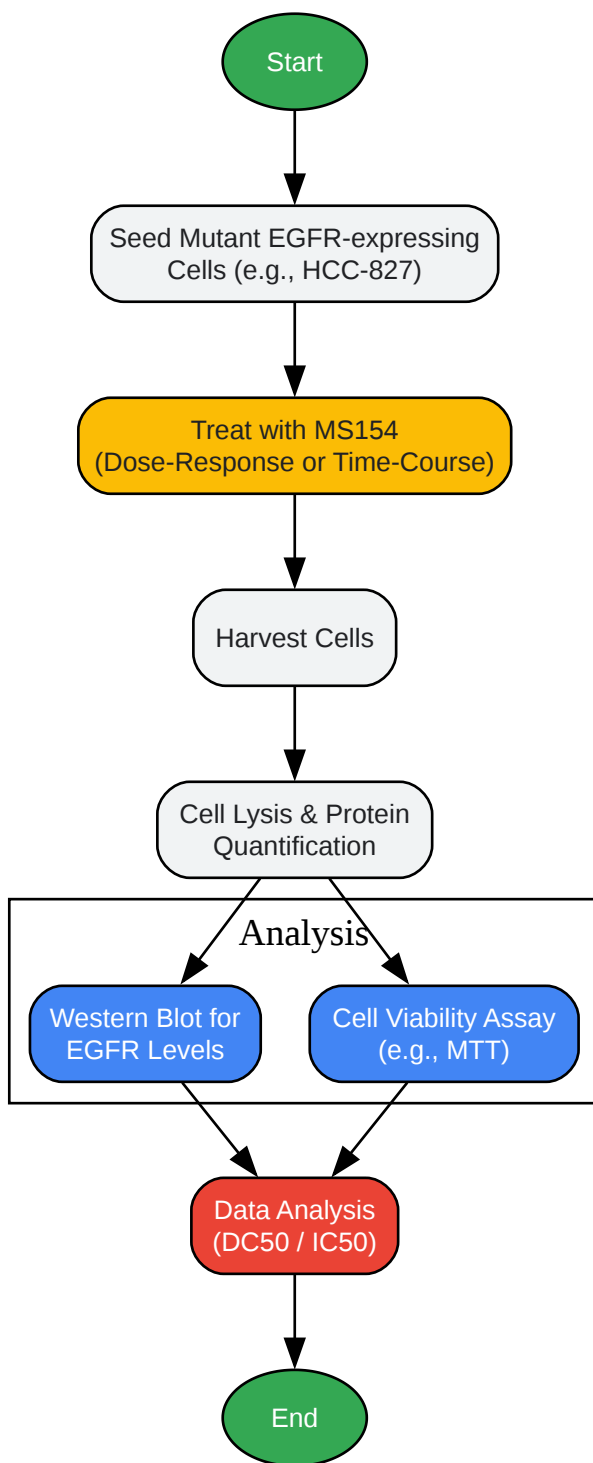 Start
Seed Mutant EGFR-expressing
Cells (e.g., HCC-827)
Treat with MS154
(Dose-Response or Time-Course)
Harvest Cells
Cell Lysis & Protein
Quantification
Analysis
Western Blot for
EGFR Levels
Cell Viability Assay
(e.g., MTT)
Data Analysis
(DC50 / IC50)
End